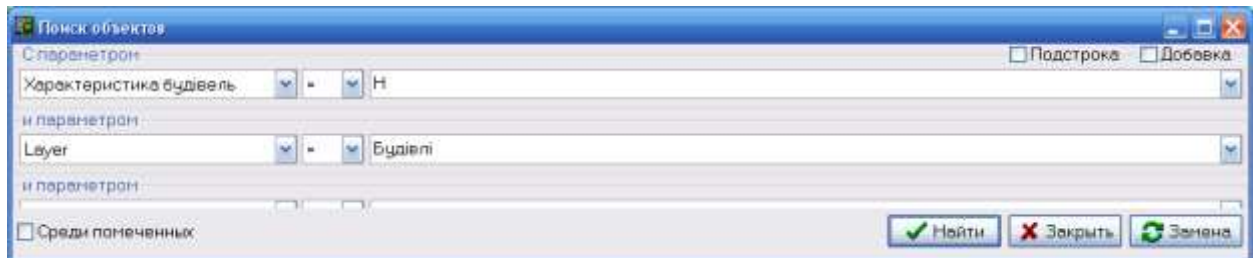 Поиск объектов
С параметром
Подстрока
Добавка
Характеристика будівель = Н
и параметром
Layer = Будівлі
и параметром
Среди помеченных
Найти
Закрыть
Замена